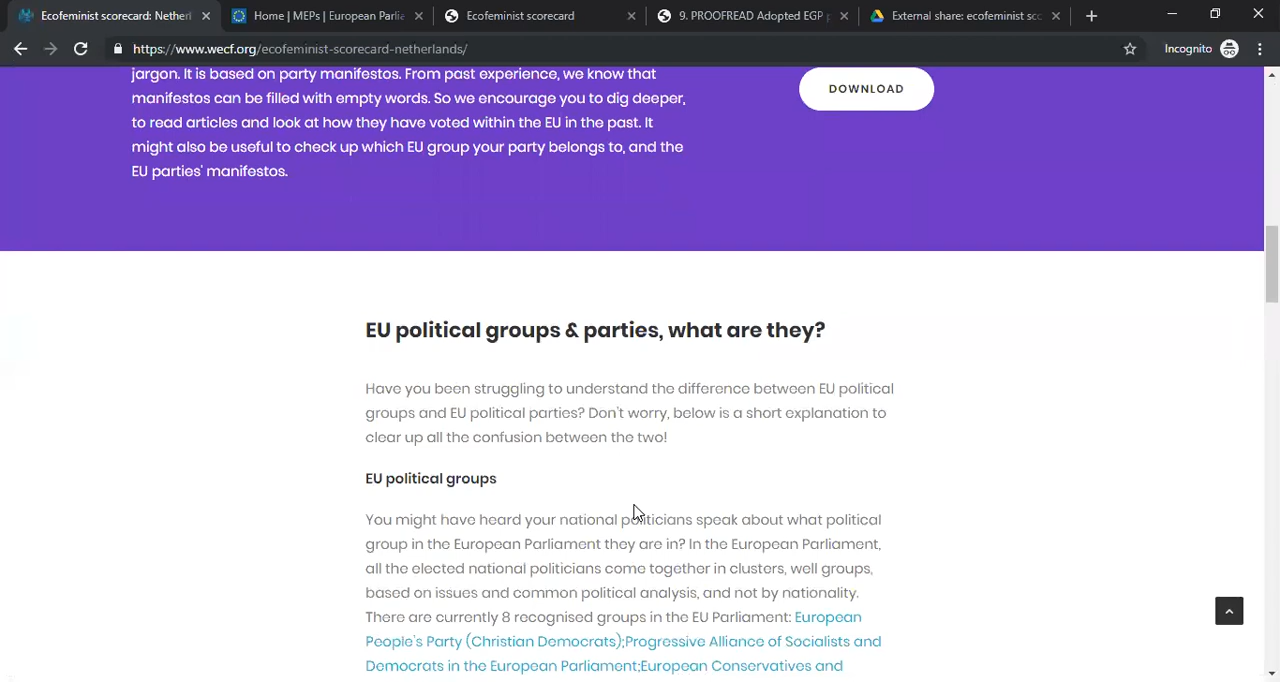 Ecofeminist scorecard: Netherl
Home | MEPs | European Parlie
Ecofeminist scorecard
9. PROOFREAD Adopted EGP p
External share: ecofeminist sco
https://www.wecf.org/ecofeminist-scorecard-netherlands/
Incognito
jargon. It is based on party manifestos. From past experience, we know that
manifestos can be filled with empty words. So we encourage you to dig deeper,
to read articles and look at how they have voted within the EU in the past. It
might also be useful to check up which EU group your party belongs to, and the
EU parties' manifestos.
DOWNLOAD
EU political groups & parties, what are they?
Have you been struggling to understand the difference between EU political
groups and EU political parties? Don't worry, below is a short explanation to
clear up all the confusion between the two!
EU political groups
You might have heard your national politicians speak about what political
group in the European Parliament they are in? In the European Parliament,
all the elected national politicians come together in clusters, well groups,
based on issues and common political analysis, and not by nationality.
There are currently 8 recognised groups in the EU Parliament: European
People's Party (Christian Democrats);Progressive Alliance of Socialists and
Democrats in the European Parliament;European Conservatives and